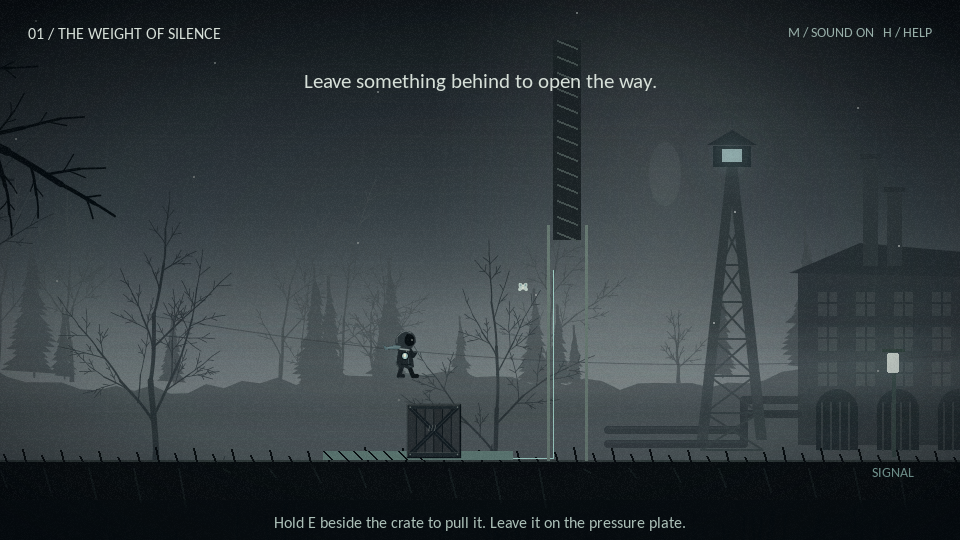 01 / THE WEIGHT OF SILENCE
M / SOUND ON H / HELP
Leave something behind to open the way.
SIGNAL
Hold E beside the crate to pull it. Leave it on the pressure plate.